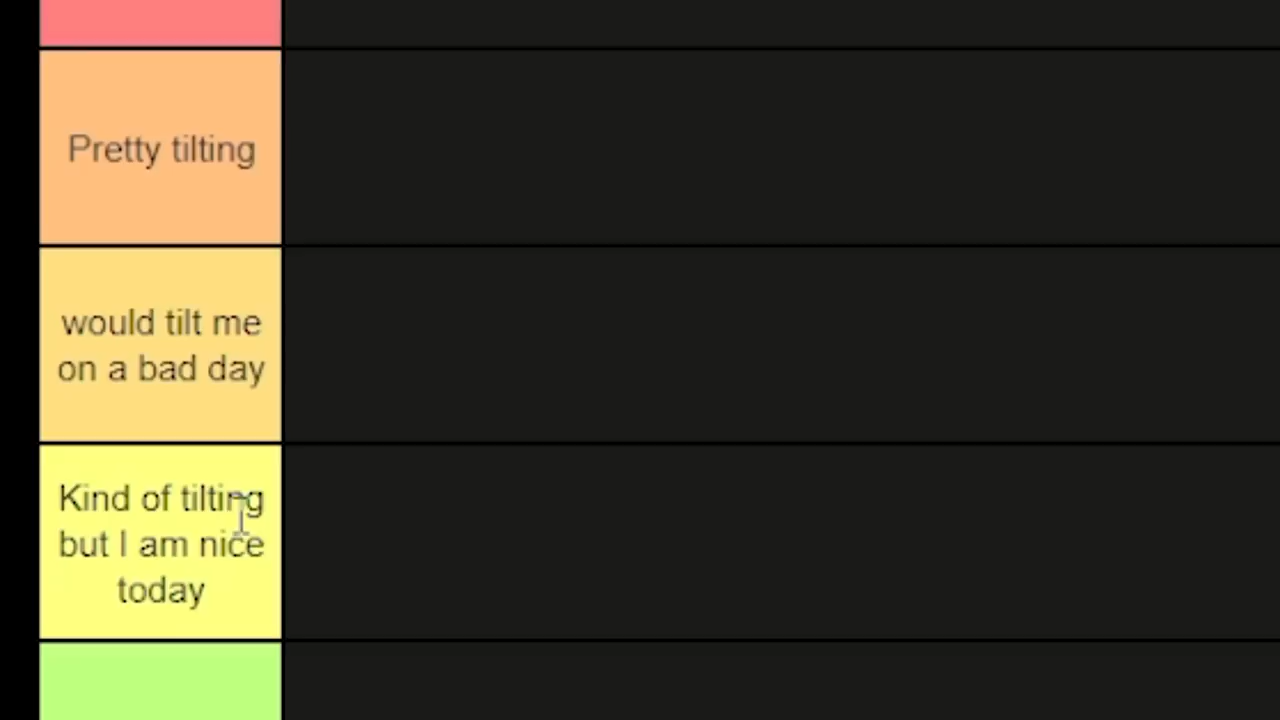 Pretty tilting
would tilt me
on a bad day
Kind of tilting
but I am nice
today